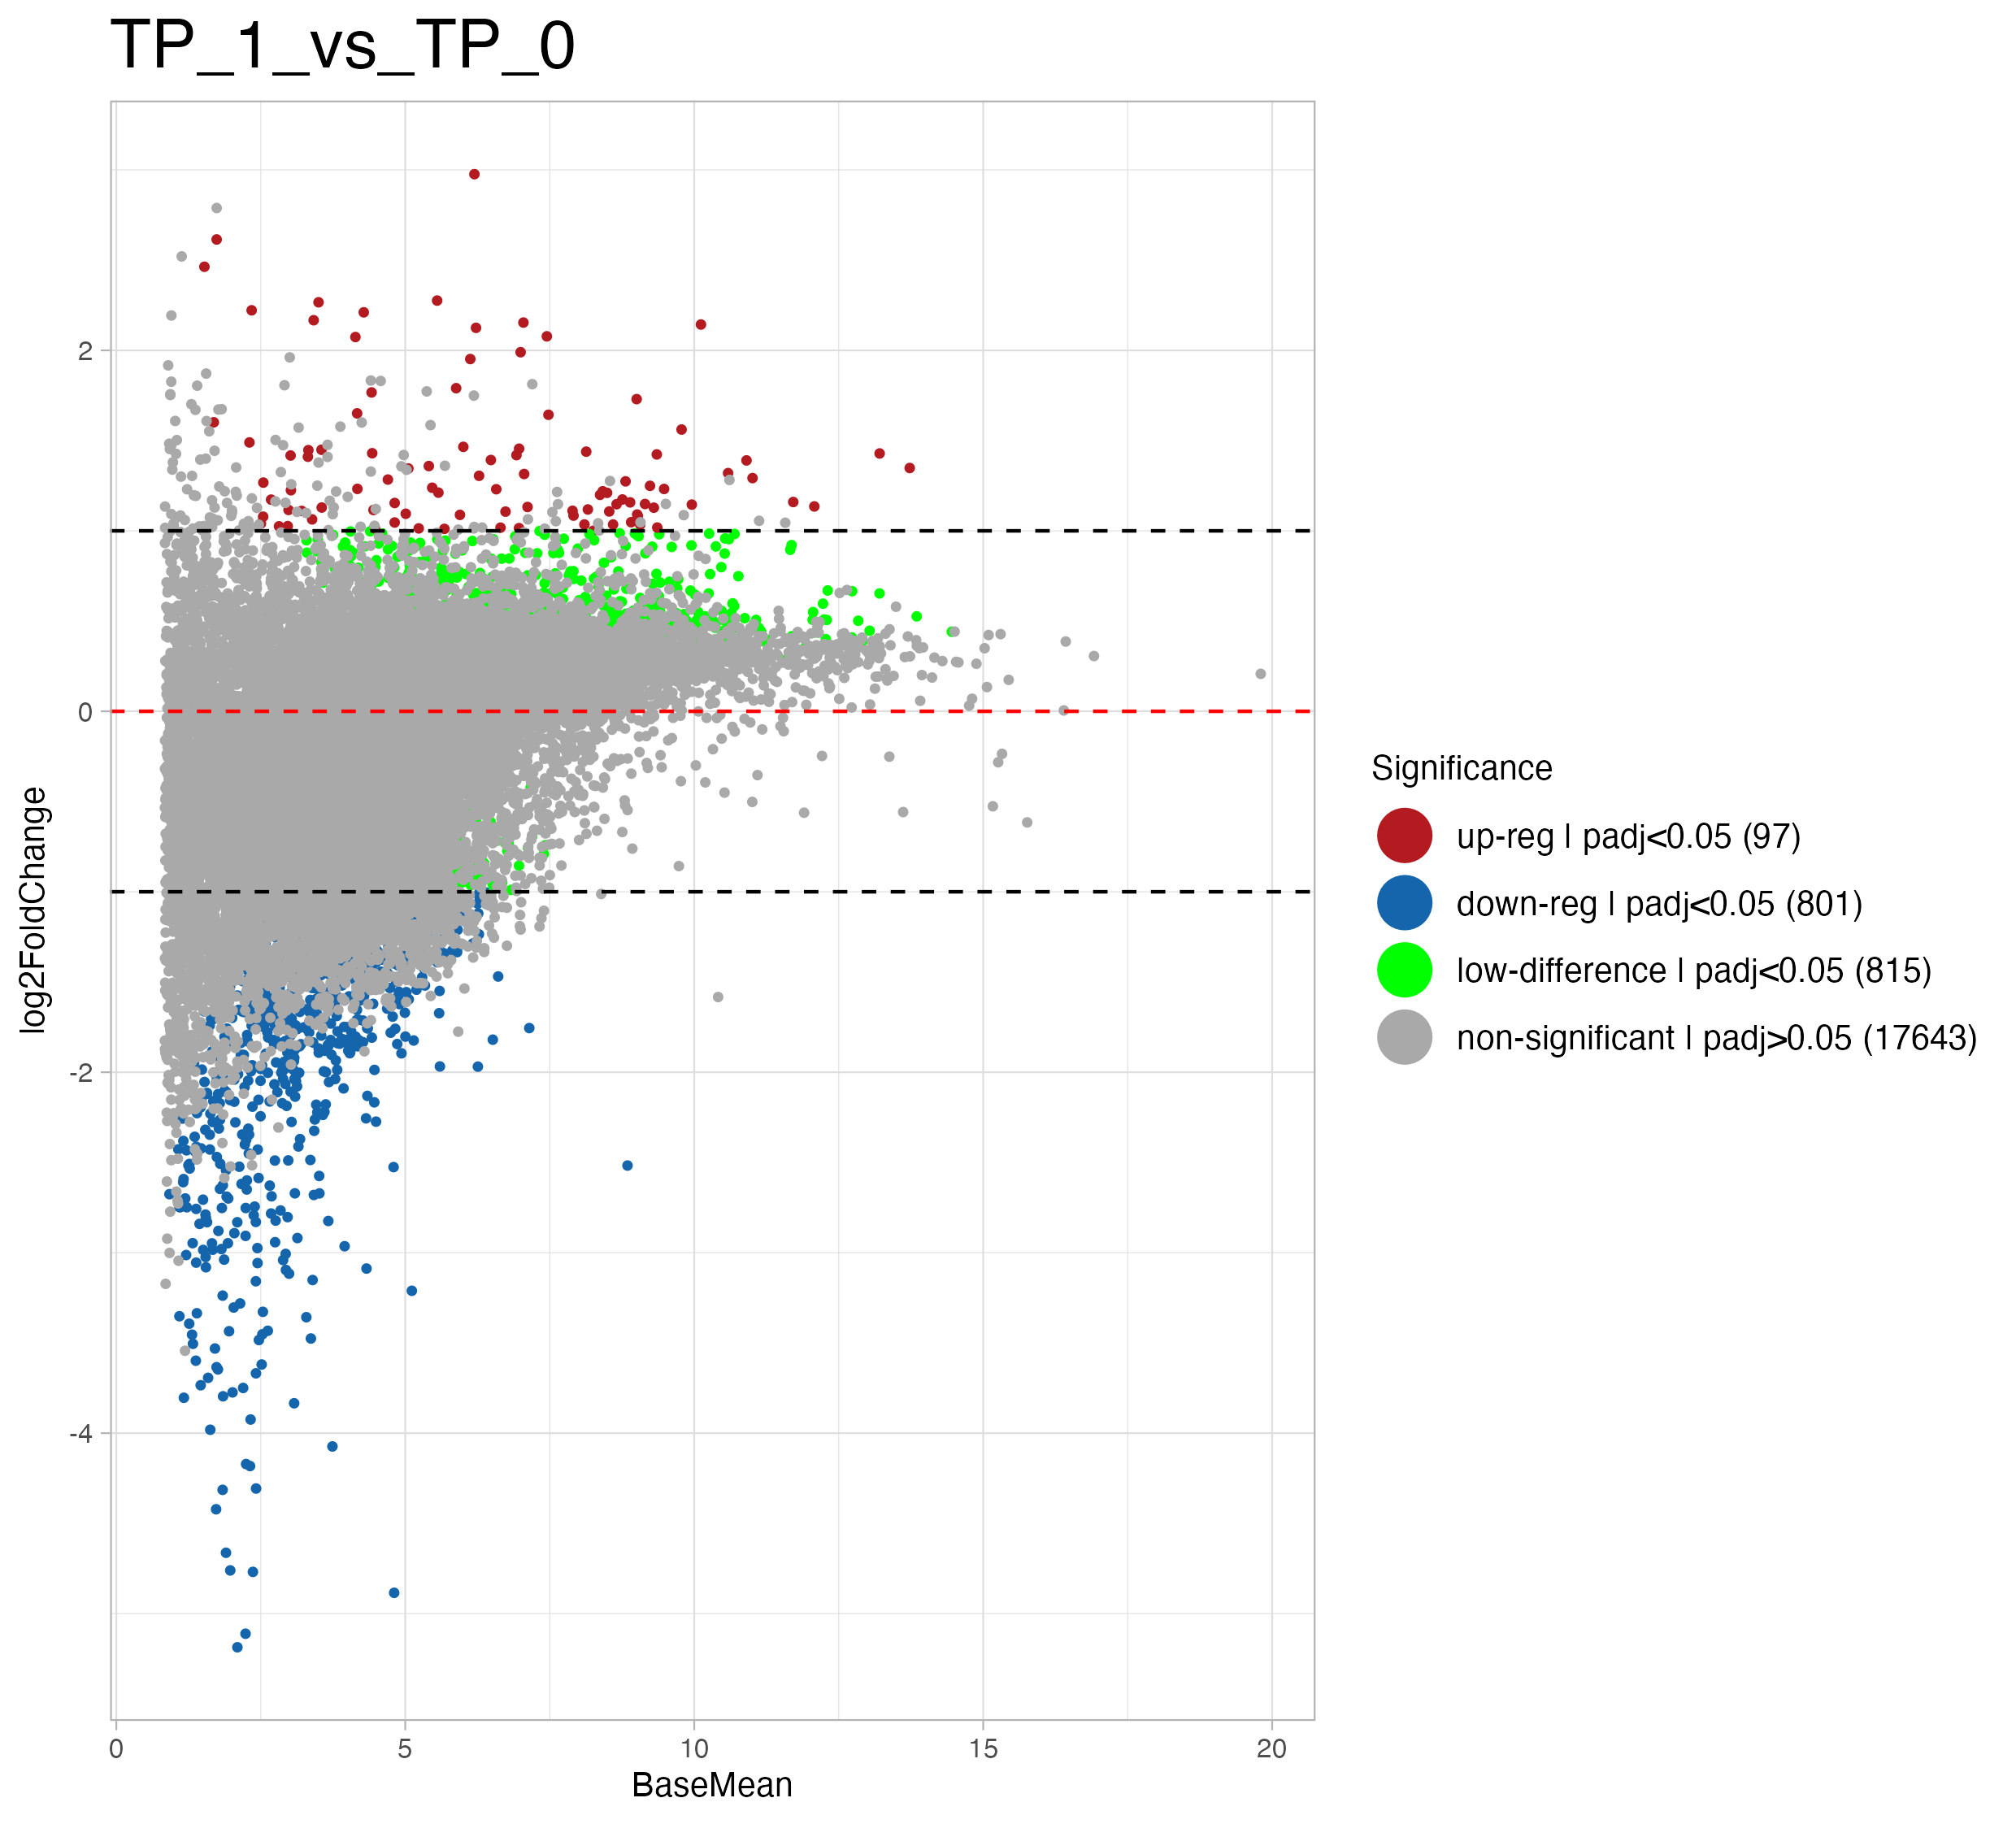 TP_1_vs_TP_0
log2FoldChange
2
0
-2
-4
0 5 10 15 20
BaseMean
Significance
up-reg | padj<0.05 (97)
down-reg | padj<0.05 (801)
low-difference | padj<0.05 (815)
non-significant | padj>0.05 (17643)